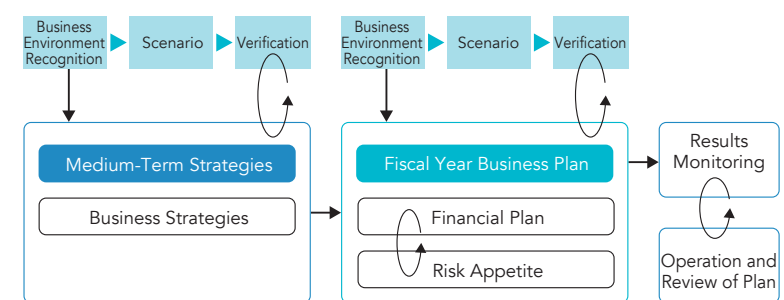 Business
Environment
Recognition
Scenario
Verification
Business
Environment
Recognition
Scenario
Verification
Medium-Term Strategies
Business Strategies
Fiscal Year Business Plan
Financial Plan
Risk Appetite
Results
Monitoring
Operation and
Review of Plan